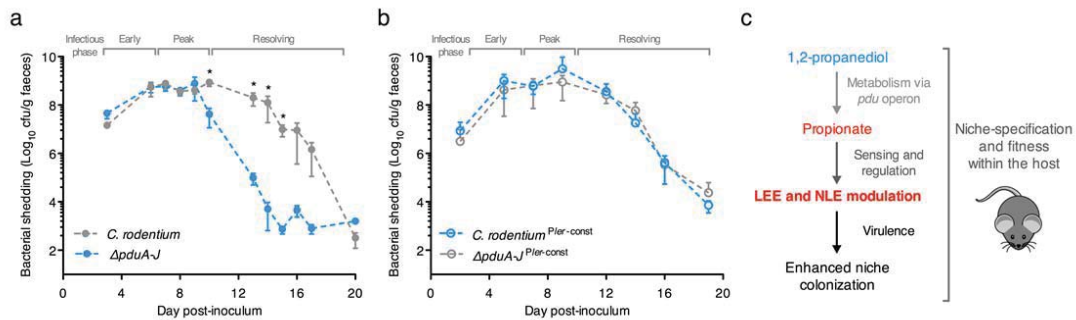 a
Infectious phase
Early
Peak
Resolving
Bacterial shedding (Log10 cfu/g faeces)
10
8
6
4
2
* * * *
C. rodentium
ΔpduA-J
0 4 8 12 16 20
Day post-inoculum
b
Infectious phase
Early
Peak
Resolving
Bacterial shedding (Log10 cfu/g faeces)
10
8
6
4
2
C. rodentium Pler-const
ΔpduA-J Pler-const
0 4 8 12 16 20
Day post-inoculum
c
1,2-propanediol
Metabolism via
pdu operon
Propionate
Sensing and
regulation
LEE and NLE modulation
Virulence
Enhanced niche
colonization
Niche-specification
and fitness
within the host